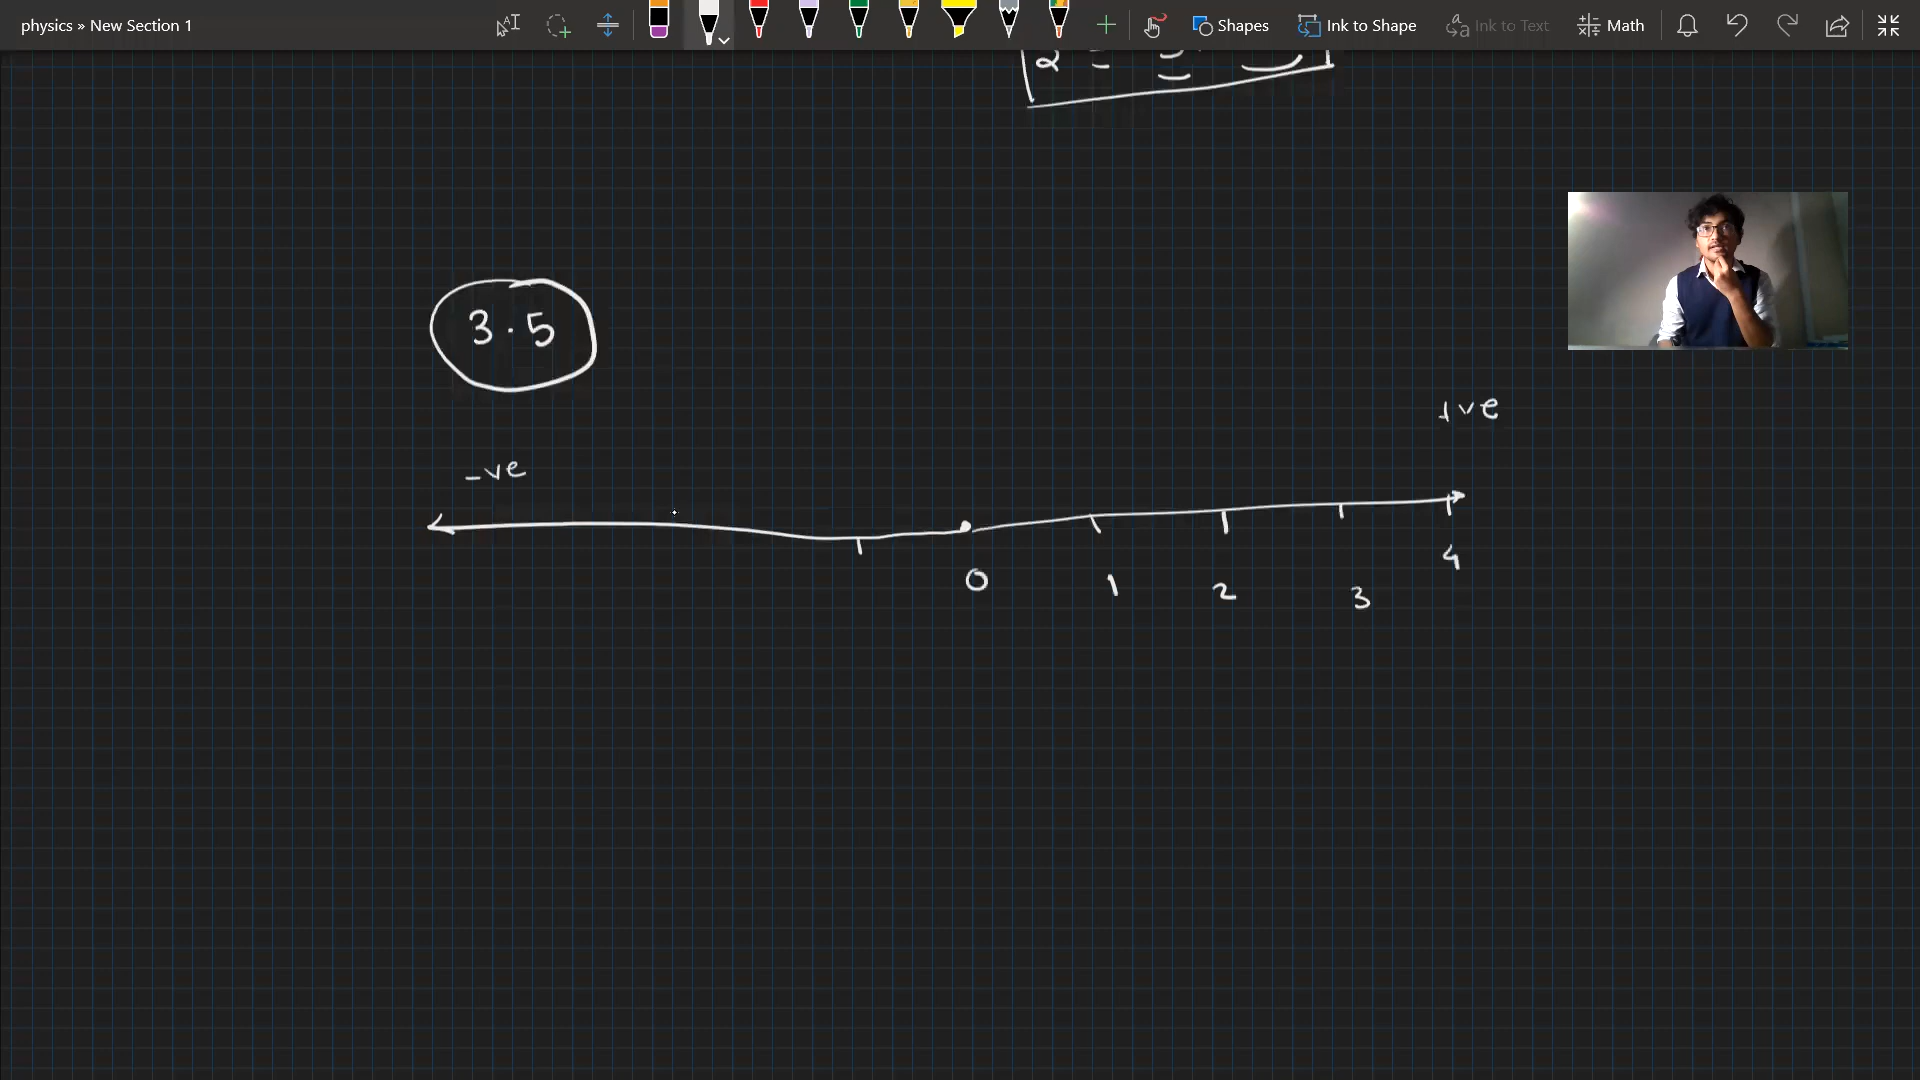 physics » New Section 1
Shapes
Ink to Shape
Ink to Text
Math
3.5
+ve
-ve
0 1 2 3 4